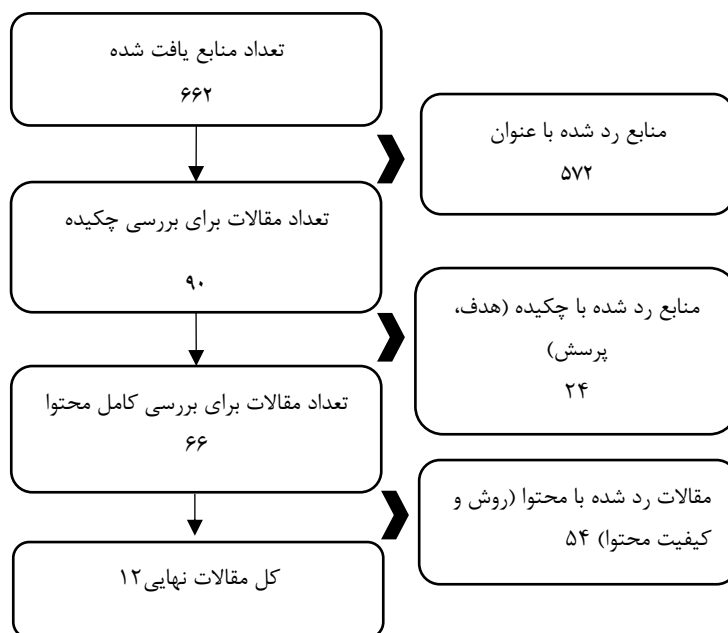 تعداد منابع یافت شده
۶۶۲
منابع رد شده با عنوان
۵۷۲
تعداد مقالات برای بررسی چکیده
۹۰
منابع رد شده با چکیده (هدف،
پرسش)
۲۴
تعداد مقالات برای بررسی کامل محتوا
۶۶
مقالات رد شده با محتوا (روش و
کیفیت محتوا) ۵۴
کل مقالات نهایی۱۲